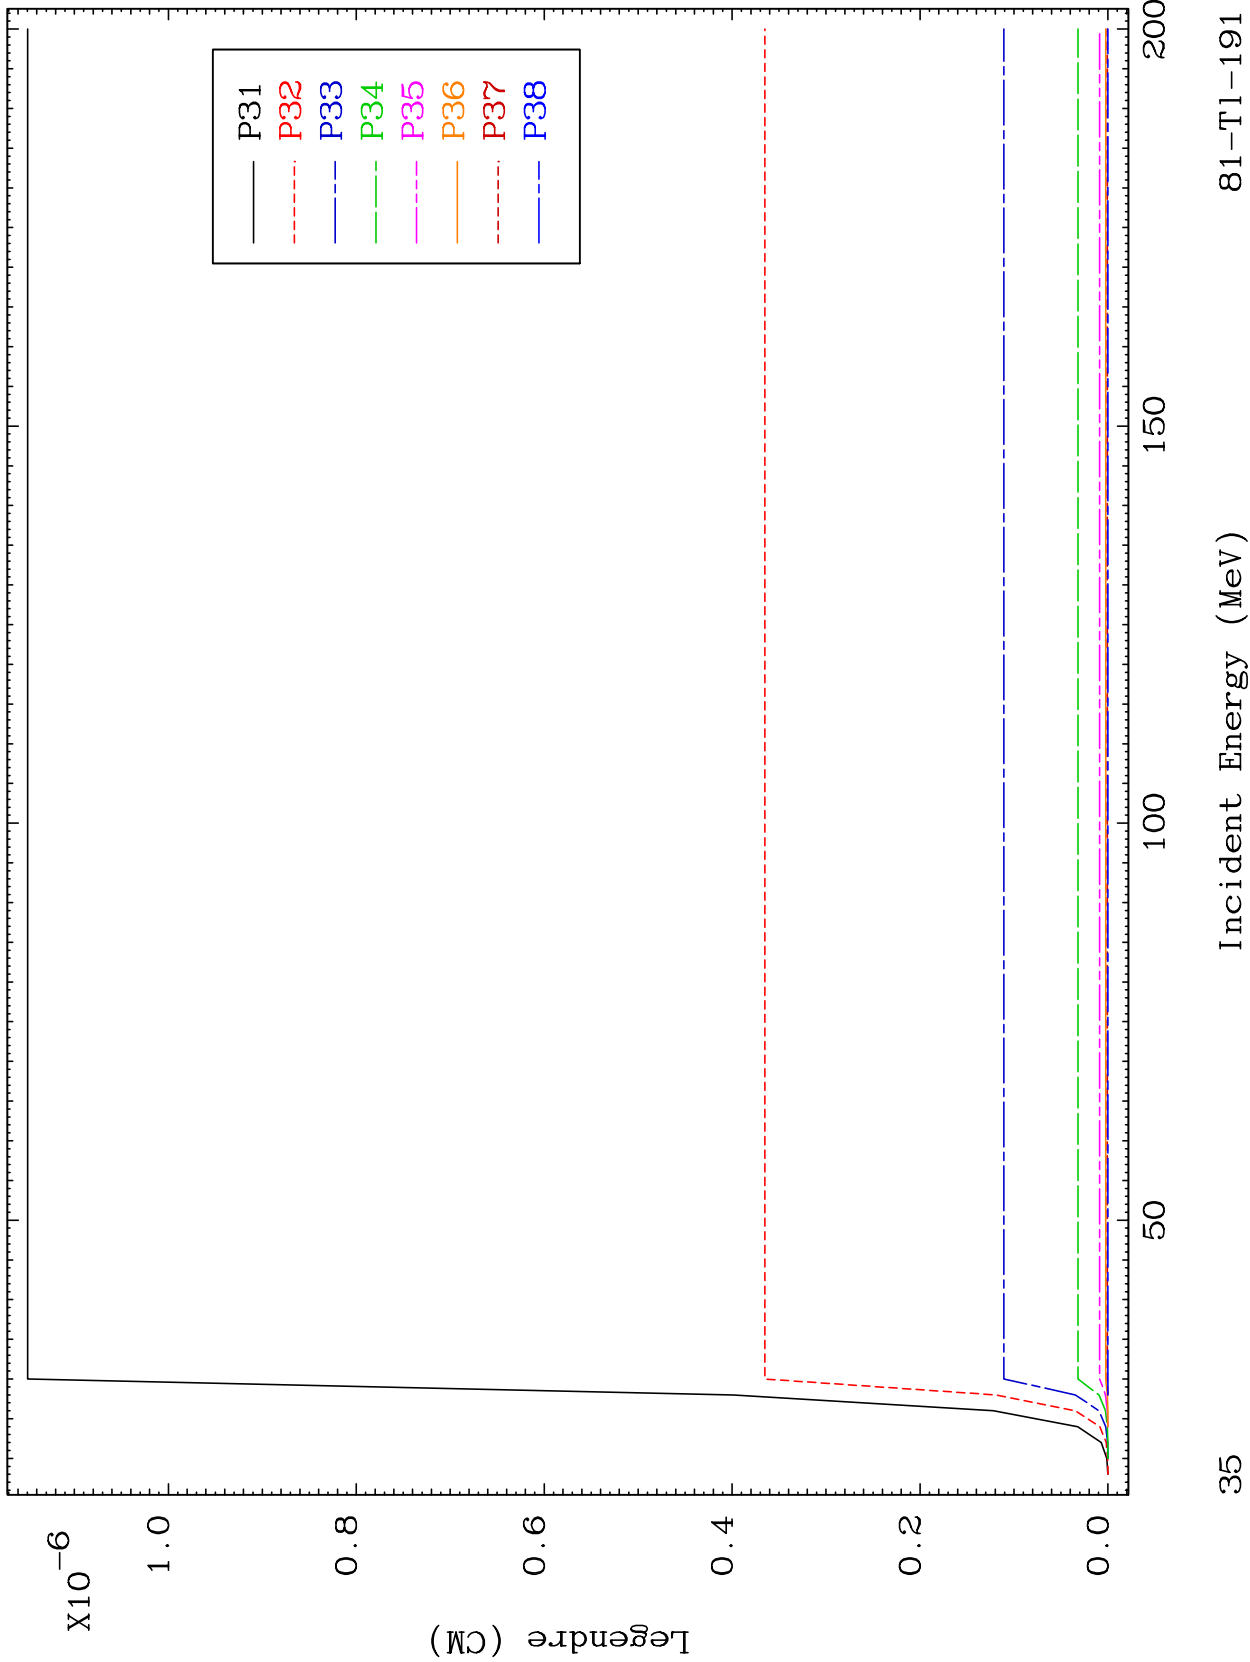 X10-6
1.0
0.8
0.6
0.4
0.2
0.0
Legendre (CM)
P31
P32
P33
P34
P35
P36
P37
P38
50
100
150
200
35
Incident Energy (MeV)
81-Tl-191